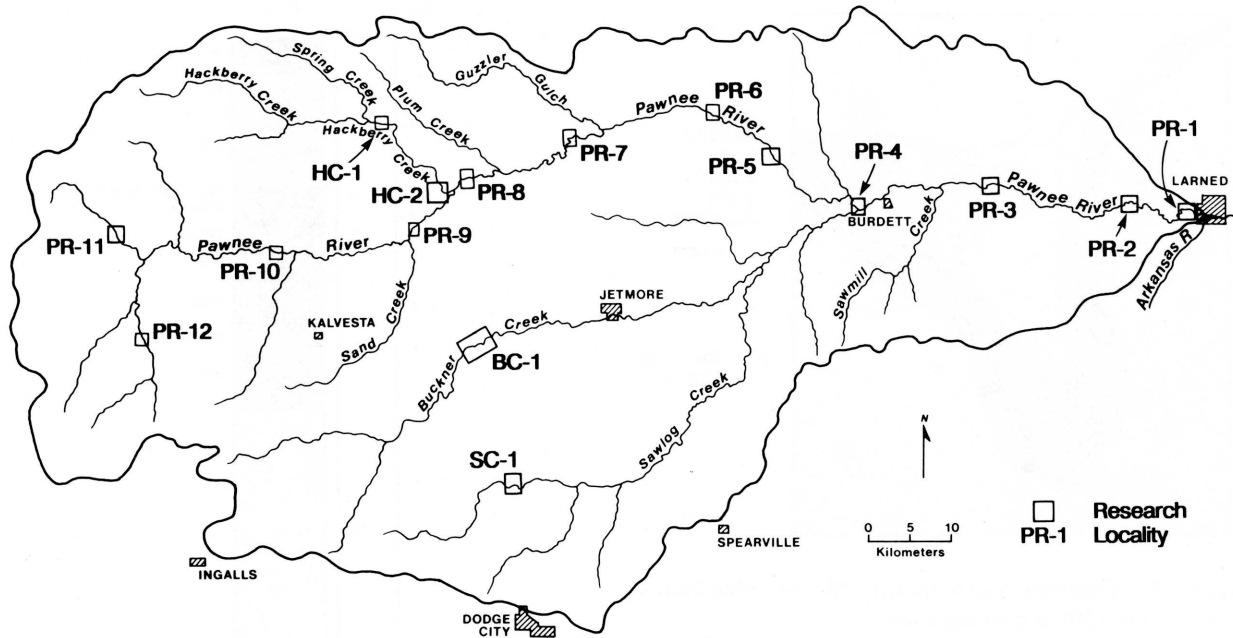 Spring Creek
Hackberry Creek
Plum Creek
Guzzler Gulch
Hackberry Creek
HC-1
HC-2
PR-8
PR-7
Pawnee River
PR-6
PR-5
PR-4
BURDETT
PR-3
Pawnee River
PR-2
PR-1
LARNED
Arkansas R
Sawmill Creek
PR-11
Pawnee River
PR-10
PR-9
PR-12
KALVESTA
Sand Creek
JETMORE
Buckner Creek
BC-1
Sawlog Creek
SC-1
INGALLS
DODGE
CITY
SPEARVILLE
N
0 5 10
Kilometers
Research
PR-1 Locality